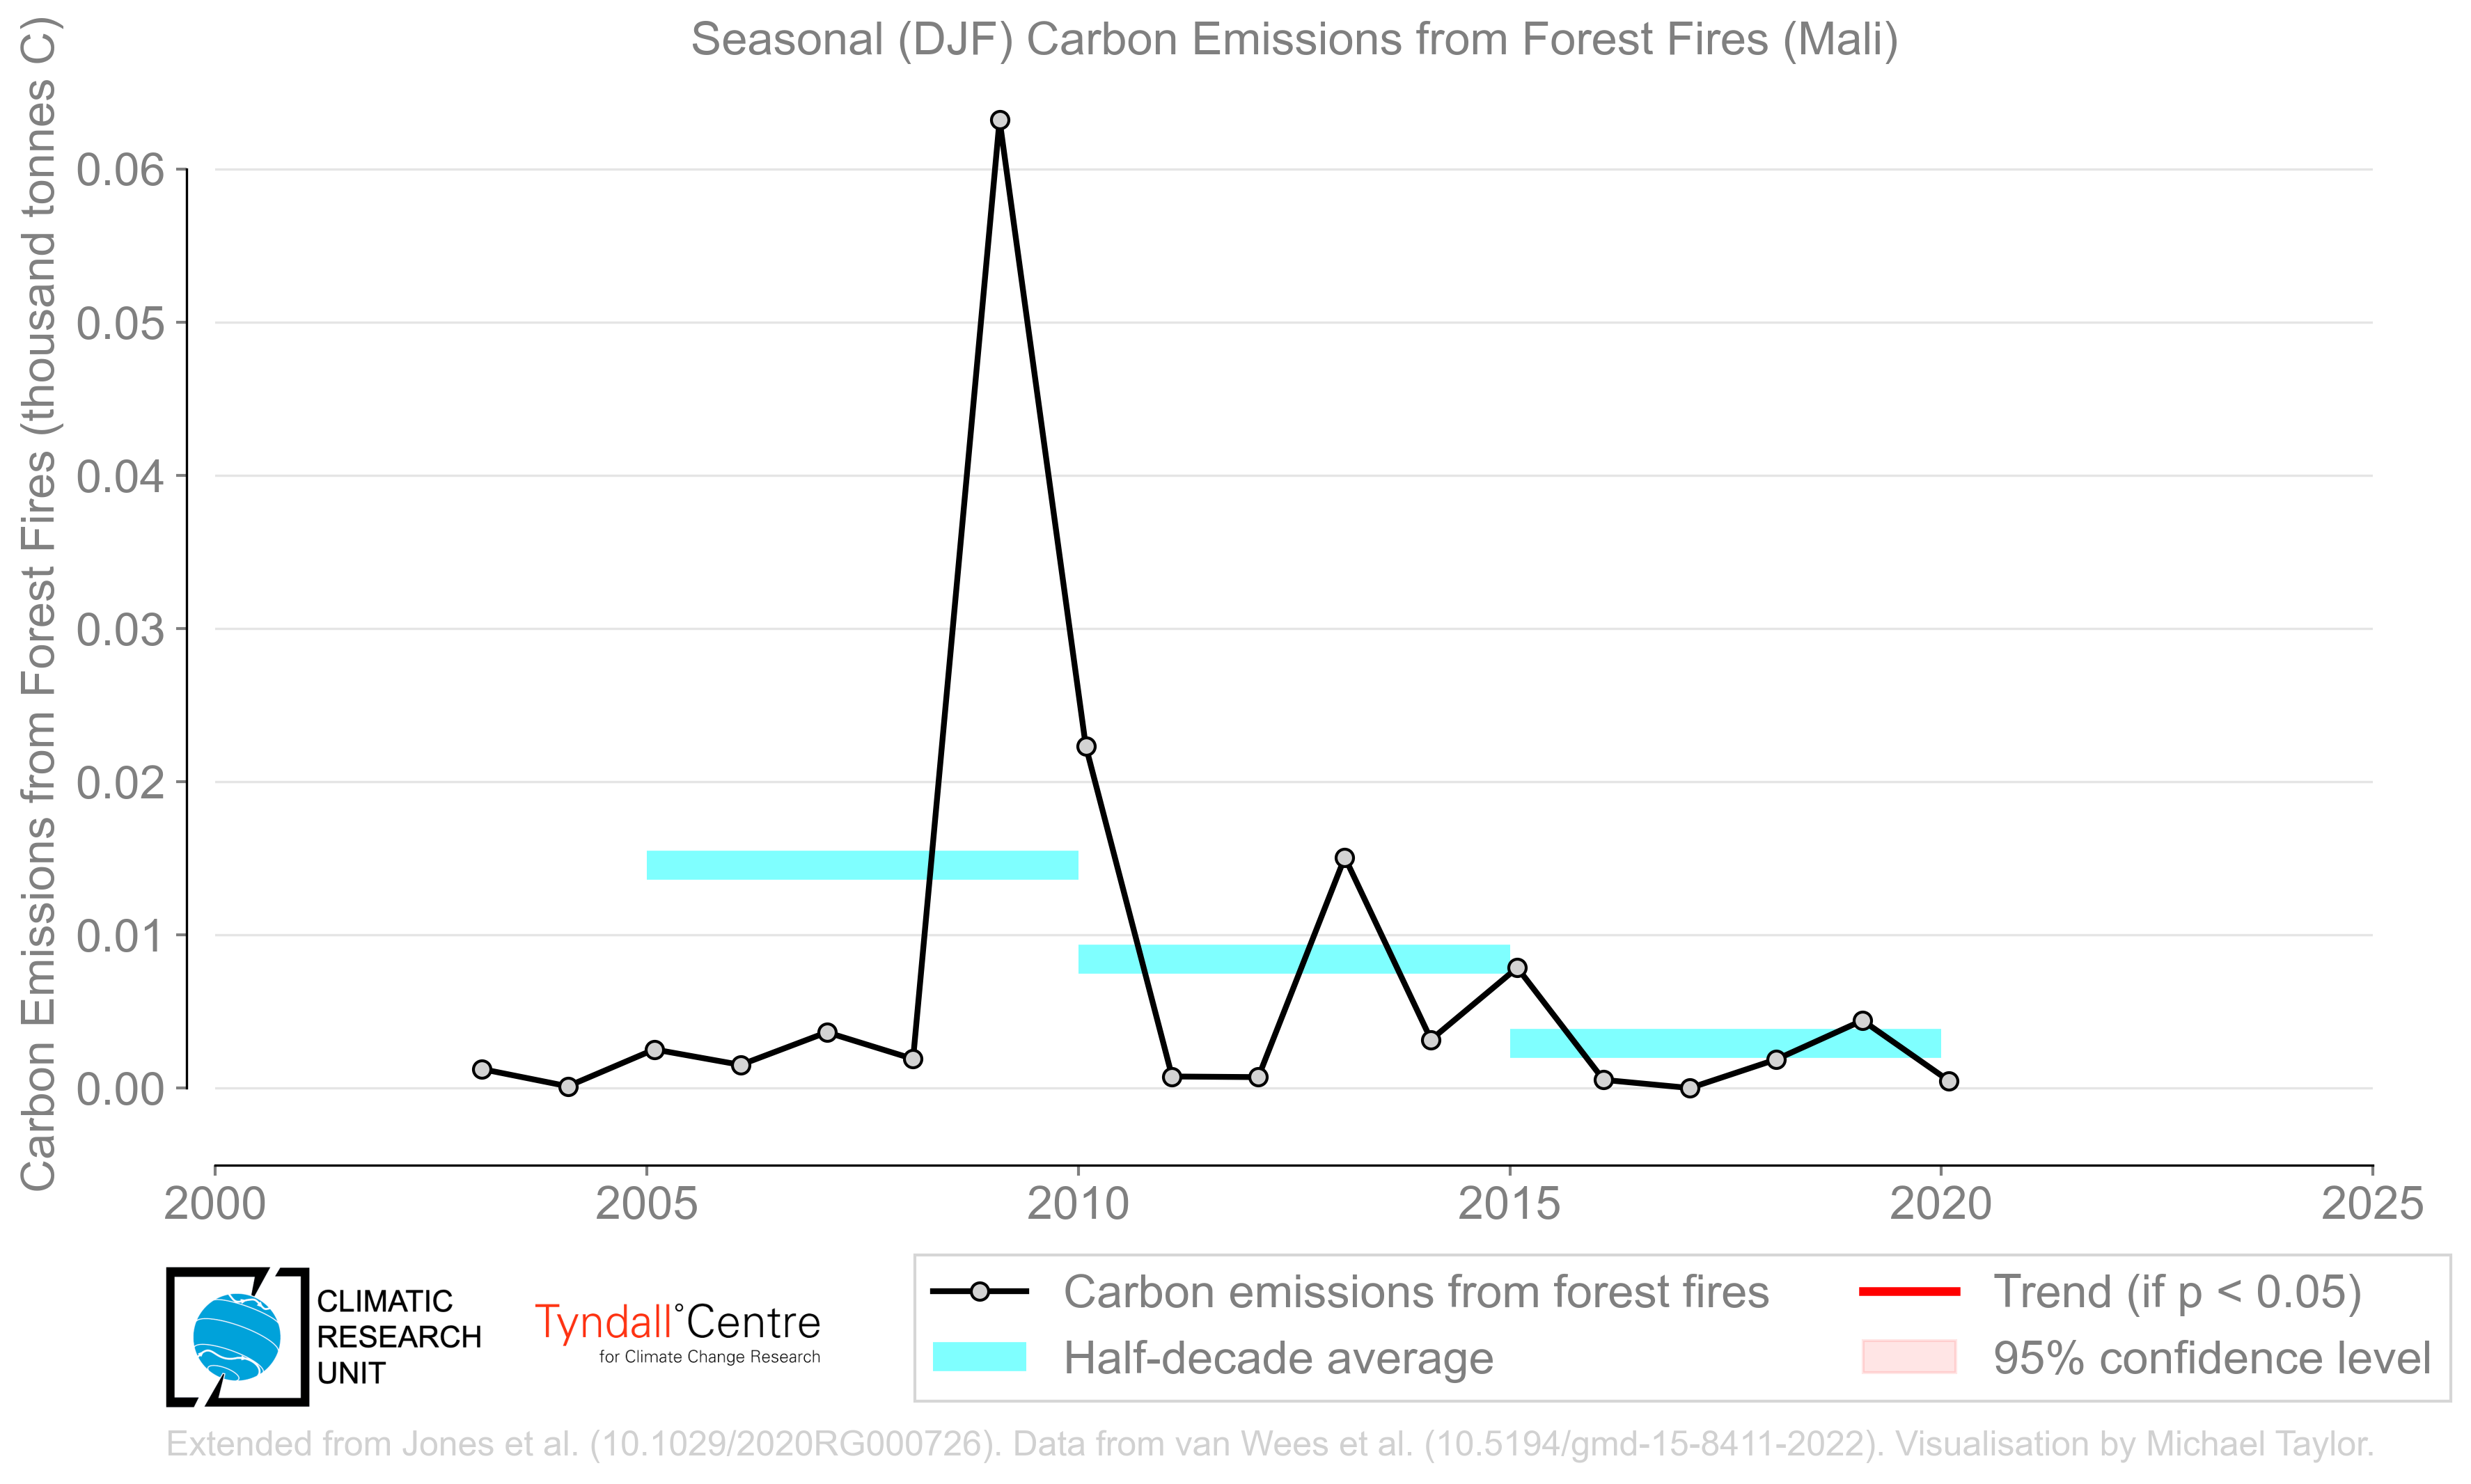 Seasonal (DJF) Carbon Emissions from Forest Fires (Mali)
Carbon Emissions from Forest Fires (thousand tonnes C)
0.06
0.05
0.04
0.03
0.02
0.01
0.00
2000 2005 2010 2015 2020 2025
CLIMATIC
RESEARCH
UNIT
Tyndall°Centre
for Climate Change Research
Carbon emissions from forest fires
Half-decade average
Trend (if p < 0.05)
95% confidence level
Extended from Jones et al. (10.1029/2020RG000726). Data from van Wees et al. (10.5194/gmd-15-8411-2022). Visualisation by Michael Taylor.